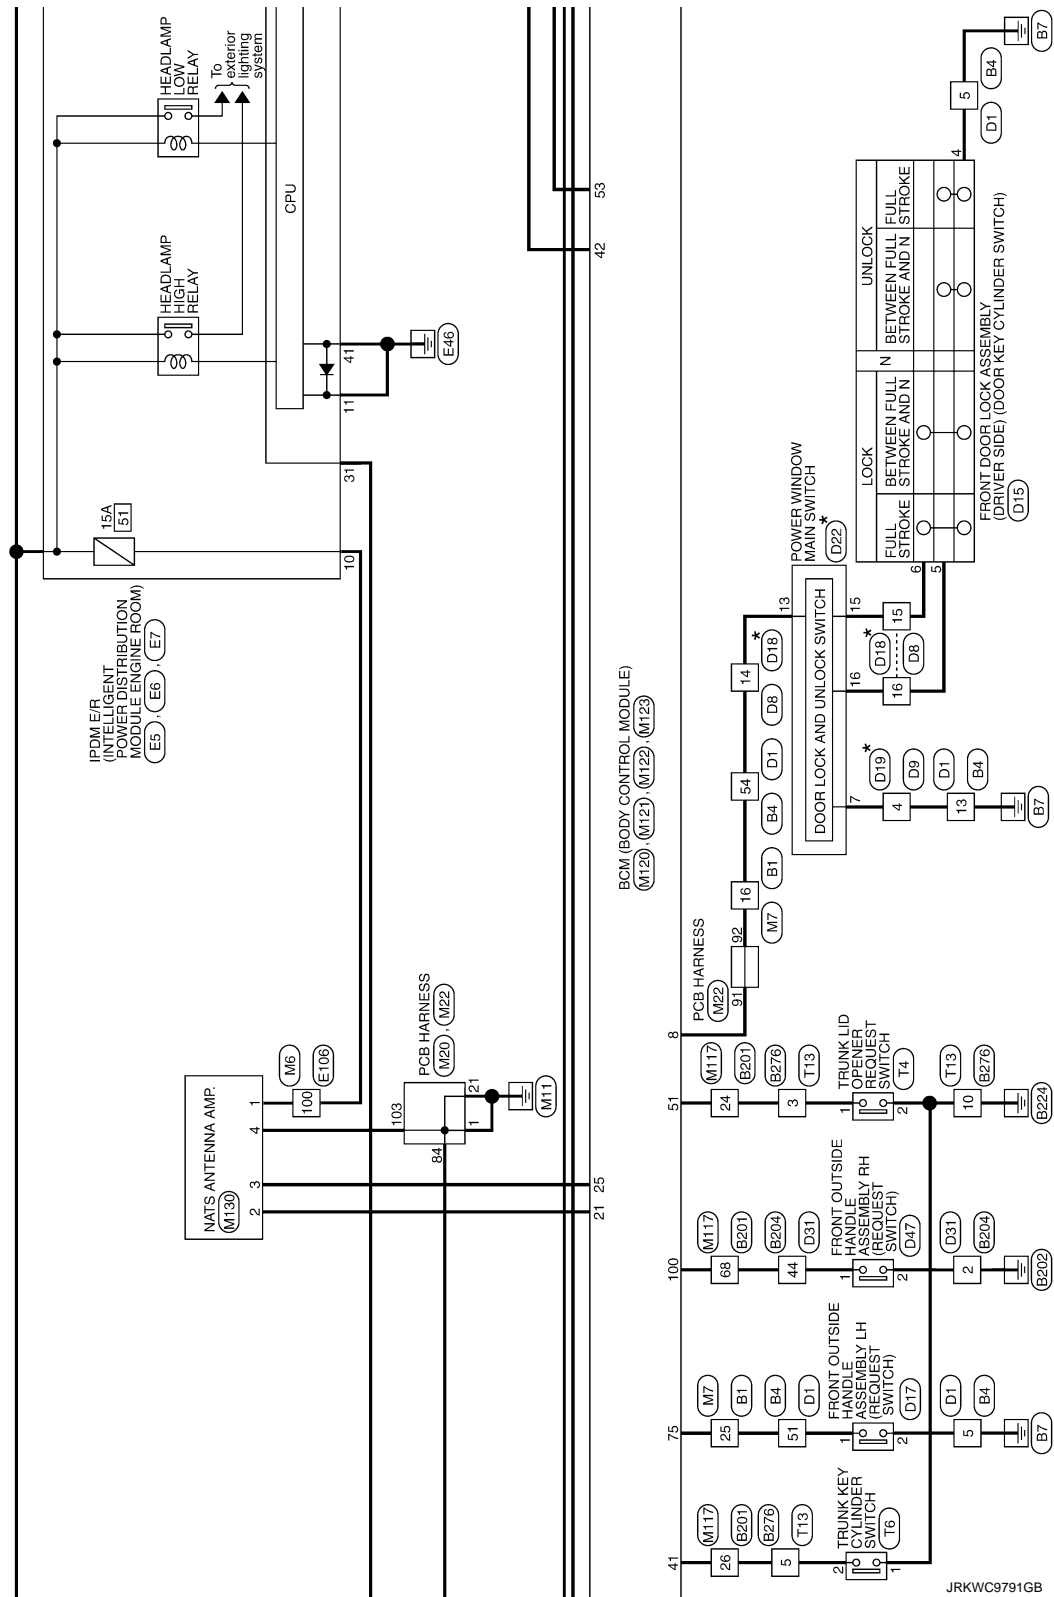 HEADLAMP
LOW
RELAY
To
exterior
lighting
system
HEADLAMP
HIGH
RELAY
CPU
15A
51
10
31
11
41
E46
42
53
IPDM E/R
(INTELLIGENT
POWER DISTRIBUTION
MODULE ENGINE ROOM)
E5 , E6 , E7
NATS ANTENNA AMP.
M130
2
3
4
1
100
M6
E106
PCB HARNESS
M20 , M22
103
84
1
21
M11
21
25
BCM (BODY CONTROL MODULE)
M120 , M121 , M122 , M123
41
75
100
51
8
26
M117
B201
5
B276
T13
2
1
TRUNK KEY
CYLINDER
SWITCH
T6
25
M7
B1
51
B4
D1
1
2
FRONT OUTSIDE
HANDLE
ASSEMBLY LH
(REQUEST
SWITCH)
D17
5
D1
B4
B7
68
M117
B201
44
B204
D31
1
2
FRONT OUTSIDE
HANDLE
ASSEMBLY RH
(REQUEST
SWITCH)
D47
2
D31
B204
B202
24
M117
B201
3
B276
T13
1
2
TRUNK LID
OPENER
REQUEST
SWITCH
T4
10
T13
B276
B224
PCB HARNESS
M22
91
92
16
M7
B1
54
B4
D1
14
D8
D18
*
13
POWER WINDOW
MAIN SWITCH
D22
*
DOOR LOCK AND UNLOCK SWITCH
7
16
15
4
D19
*
D9
13
D1
B4
B7
16
15
D18
*
D8
6
5
LOCK
N
UNLOCK
FULL
STROKE
BETWEEN FULL
STROKE AND N
BETWEEN FULL
STROKE AND N
FULL
STROKE
FRONT DOOR LOCK ASSEMBLY
(DRIVER SIDE) (DOOR KEY CYLINDER SWITCH)
D15
4
5
D1
B4
B7
JRKWC9791GB